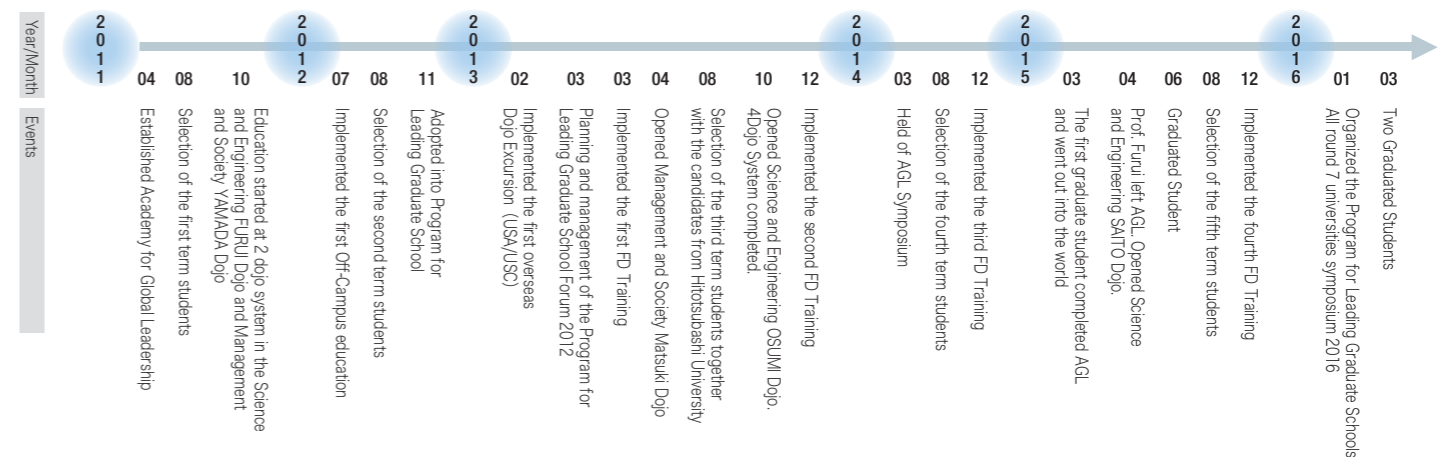 Year/Month
Events
2011
04
Established Academy for Global Leadership
08
Selection of the first term students
10
Education started at 2 dojo system in the Science
and Engineering FURUI Dojo and Management
and Society YAMADA Dojo
2012
07
Implemented the first Off-Campus education
08
Selection of the second term students
11
Adopted into Program for
Leading Graduate School
2013
02
Implemented the first overseas
Dojo Excursion (USA/USC)
03
Planning and management of the Program for
Leading Graduate School Forum 2012
03
Implemented the first FD Training
04
Opened Management and Society Matsuki Dojo
08
Selection of the third term students together
with the candidates from Hitotsubashi University
10
Opened Science and Engineering OSUMI Dojo.
4Dojo System completed.
12
Implemented the second FD Training
2014
03
Held of AGL Symposium
08
Selection of the fourth term students
12
Implemented the third FD Training
2015
03
The first graduate student completed AGL
and went out into the world
04
Prof. Furui left AGL. Opened Science
and Engineering SAITO Dojo.
06
Graduated Student
08
Selection of the fifth term students
12
Implemented the fourth FD Training
2016
01
Organized the Program for Leading Graduate Schools
All round 7 universities symposium 2016
03
Two Graduated Students